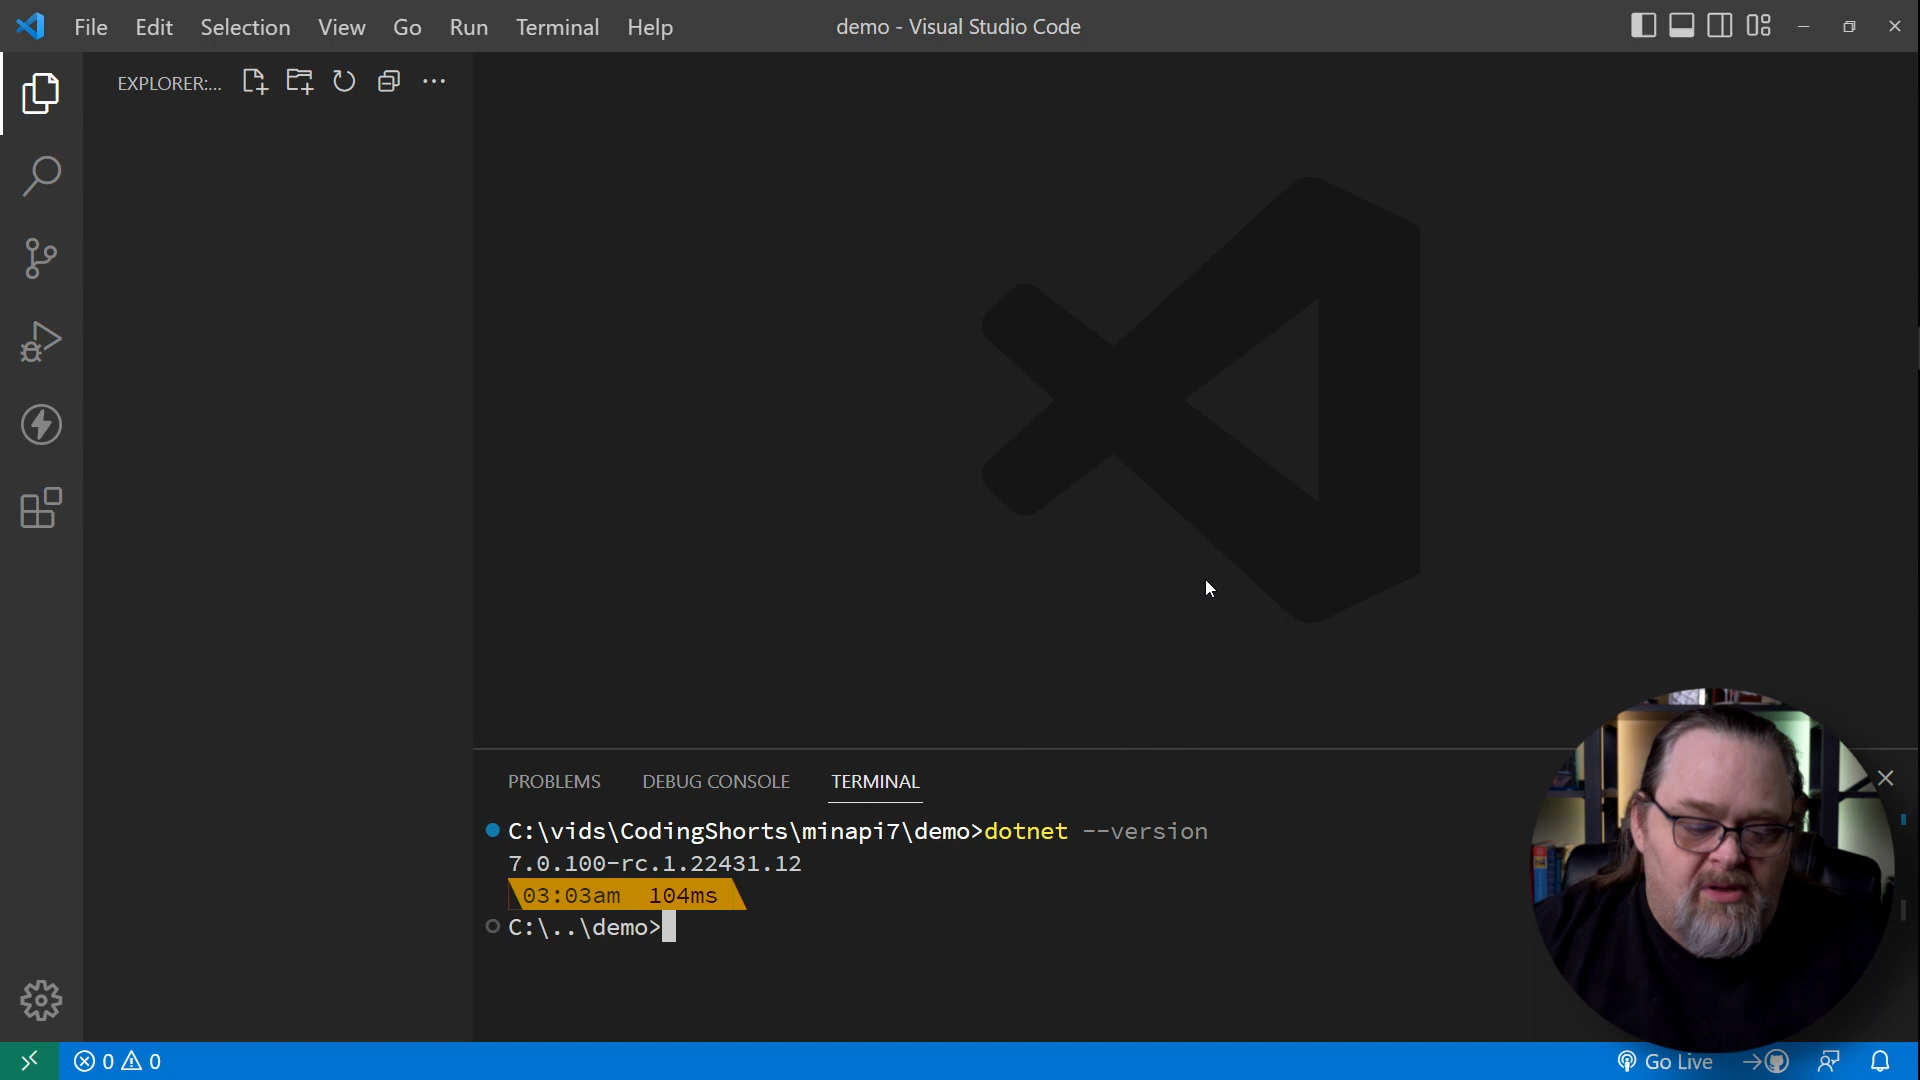 File Edit Selection View Go Run Terminal Help
demo - Visual Studio Code
EXPLORER:...
PROBLEMS DEBUG CONSOLE TERMINAL
C:\vids\CodingShorts\minapi7\demo>dotnet --version
7.0.100-rc.1.22431.12
03:03am 104ms
C:\..\demo>
0 0
Go Live